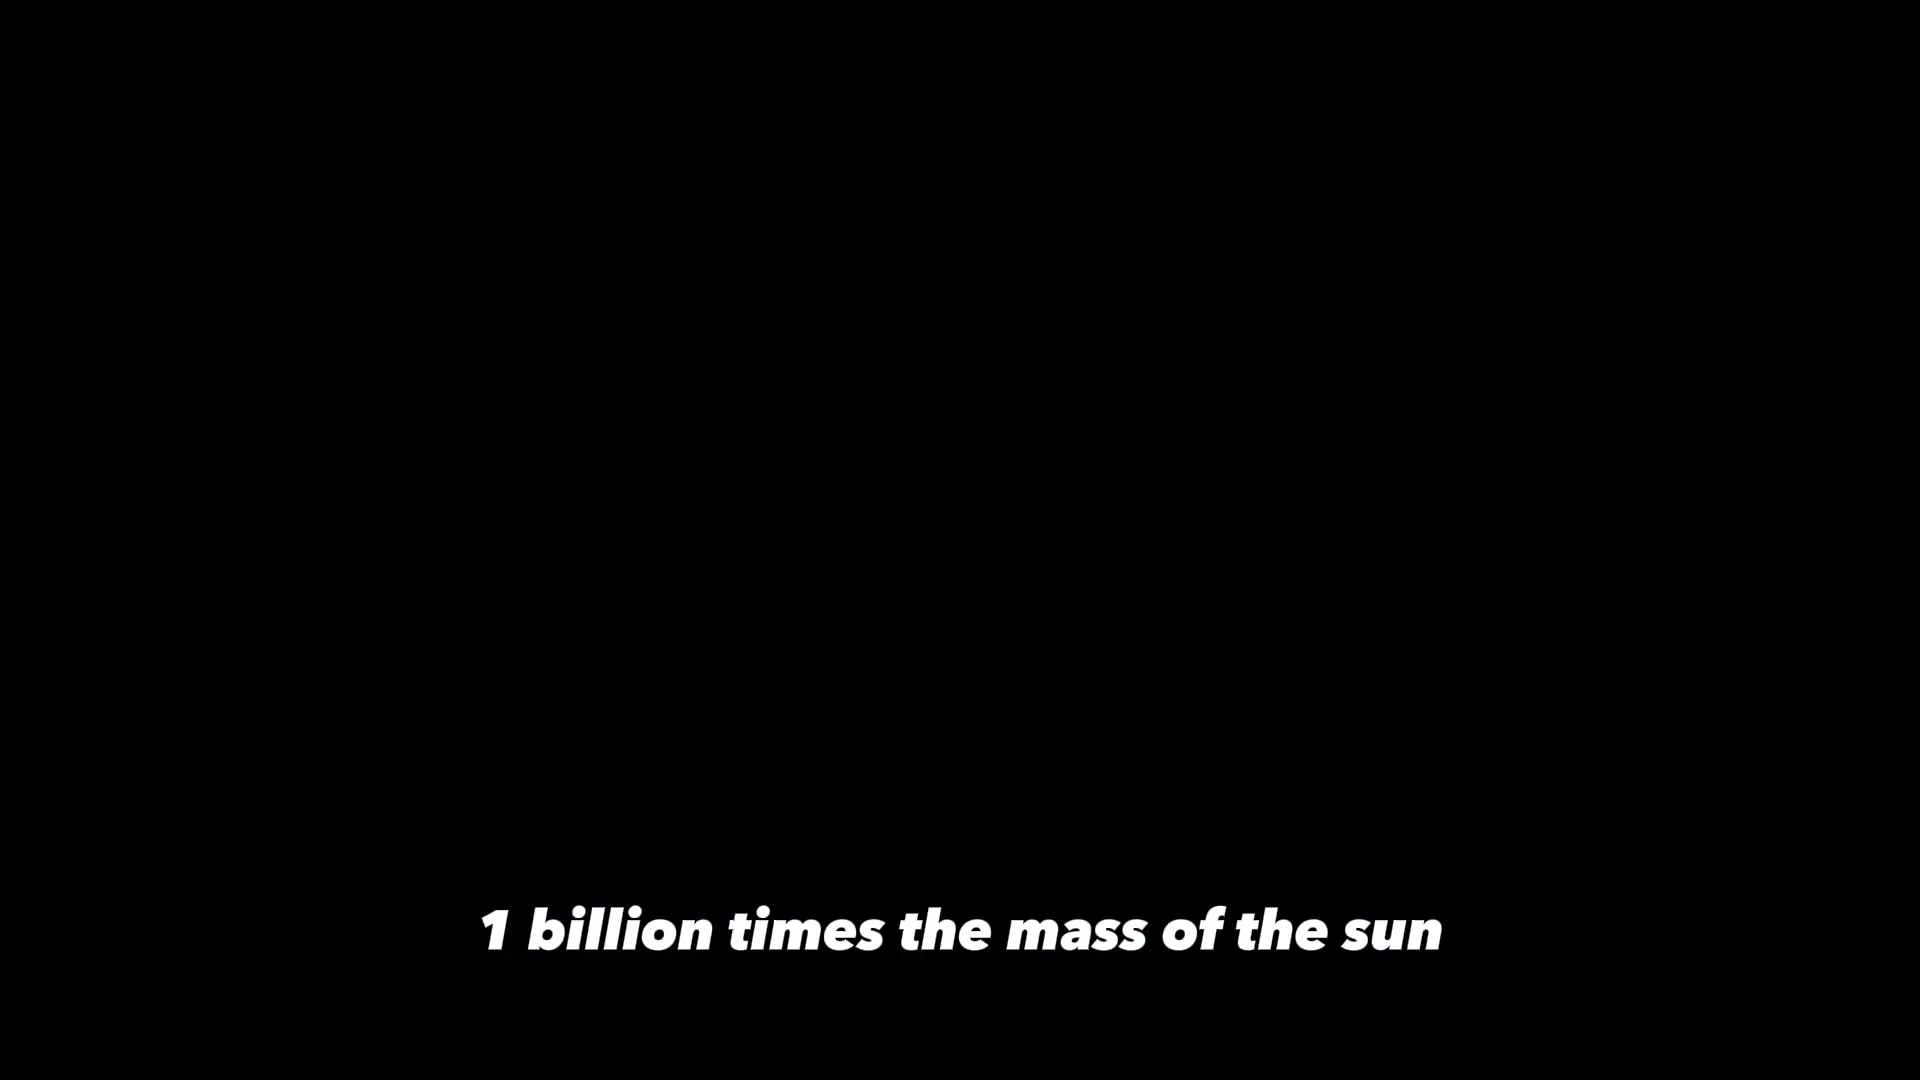 1 billion times the mass of the sun